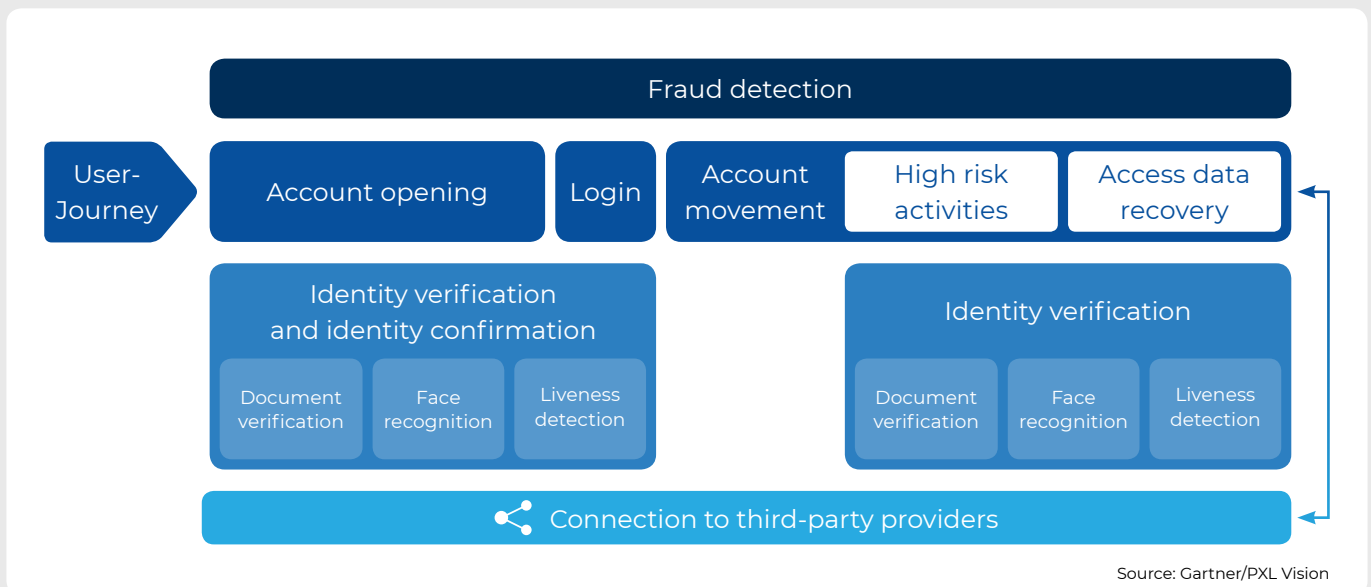 Fraud detection
User-
Journey
Account opening
Login
Account
movement
High risk
activities
Access data
recovery
Identity verification
and identity confirmation
Document
verification
Face
recognition
Liveness
detection
Identity verification
Document
verification
Face
recognition
Liveness
detection
Connection to third-party providers
Source: Gartner/PXL Vision